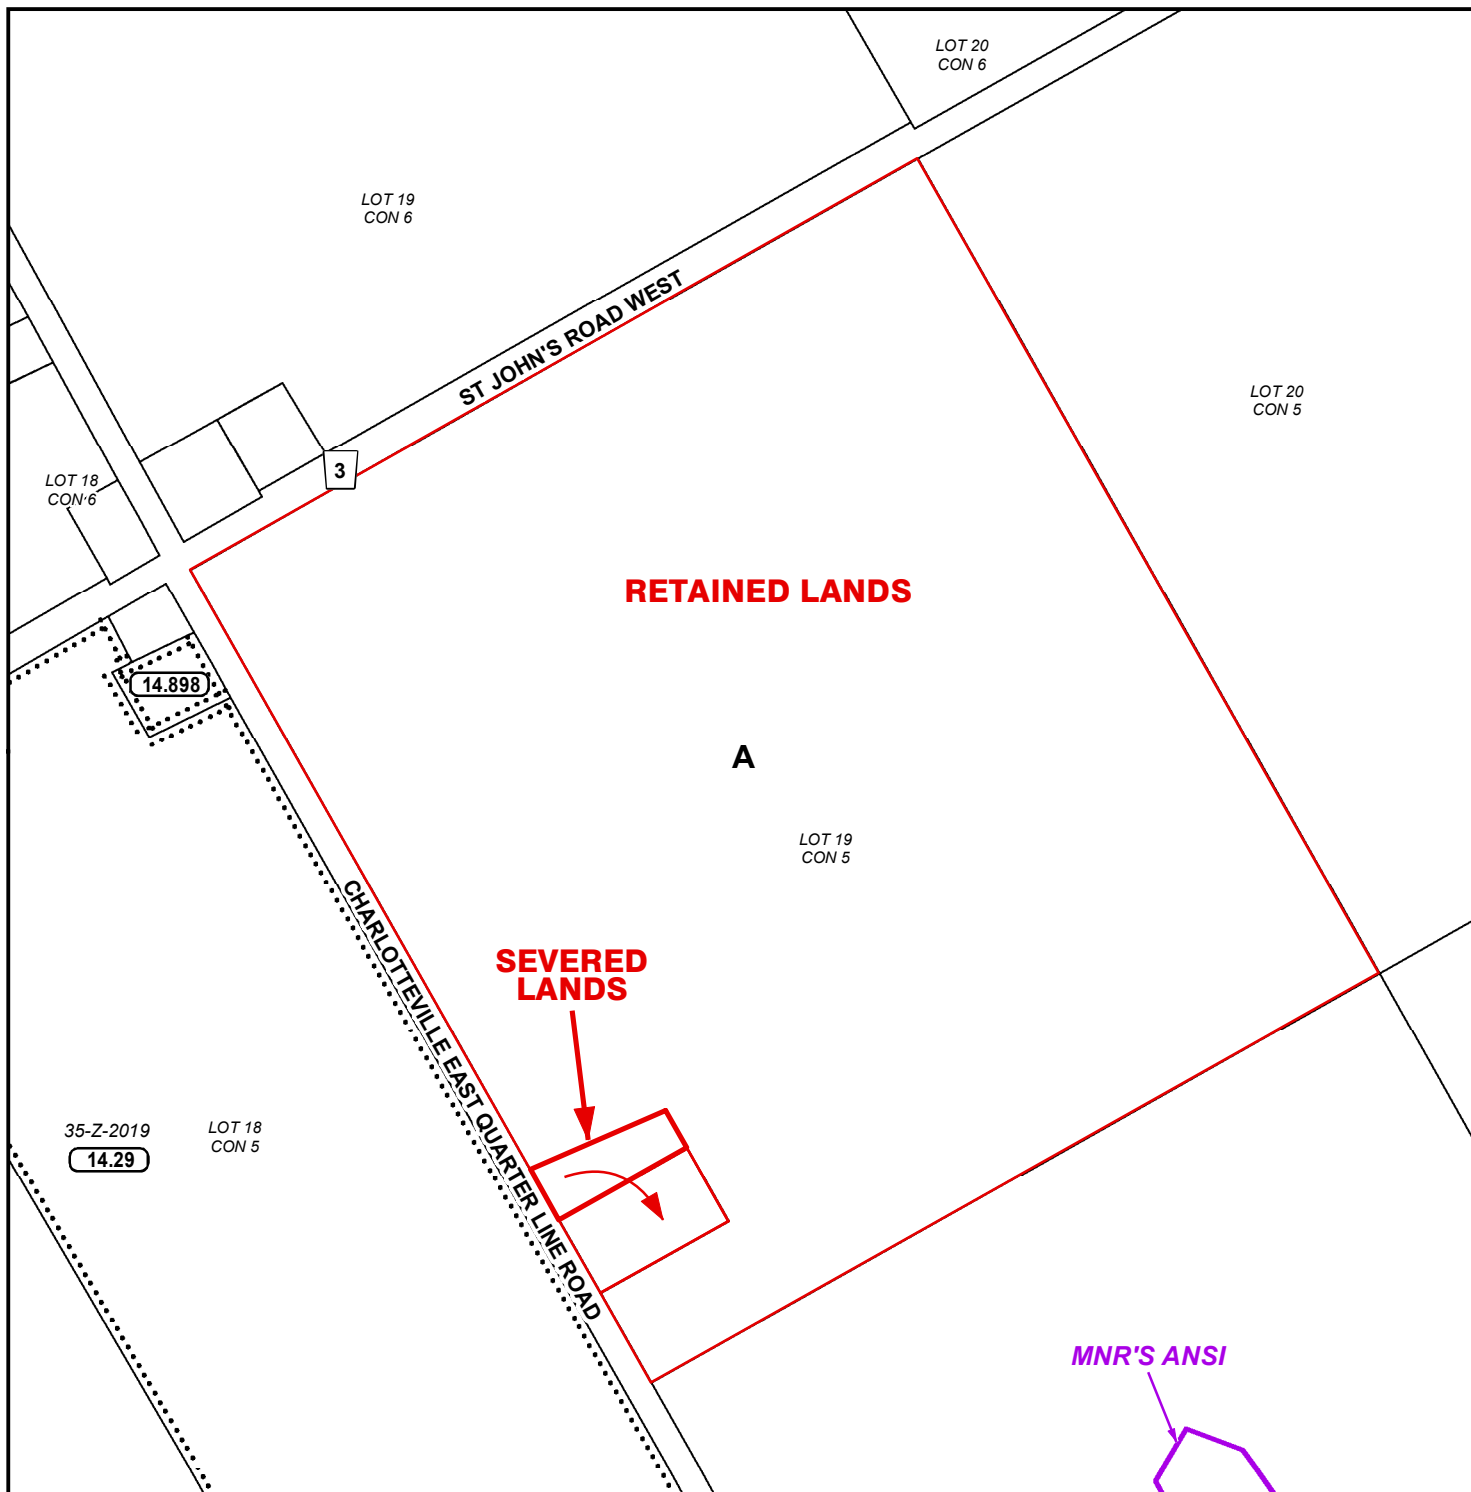 LOT 20
CON 6
LOT 19
CON 6
ST JOHN'S ROAD WEST
LOT 20
CON 5
3
LOT 18
CON 6
RETAINED LANDS
14.898
A
LOT 19
CON 5
CHARLOTTEVILLE EAST QUARTER LINE ROAD
SEVERED
LANDS
35-Z-2019
14.29
LOT 18
CON 5
MNR'S ANSI